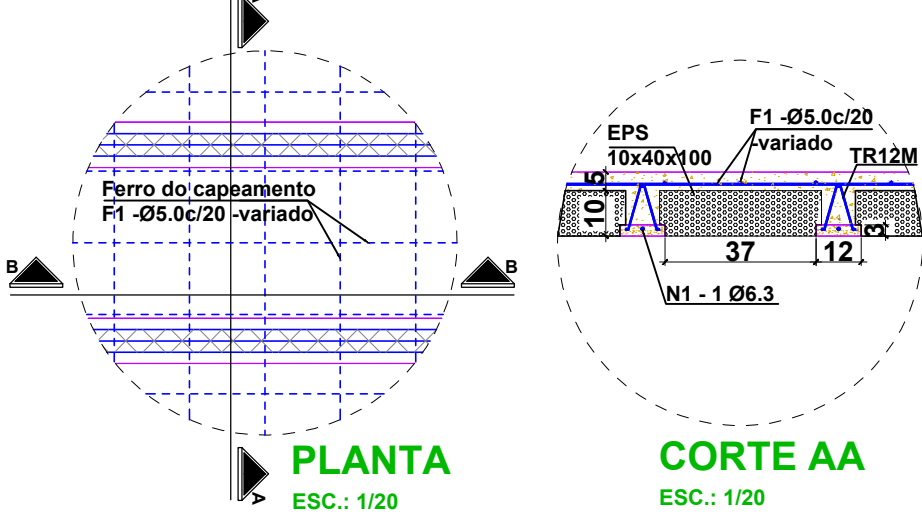 Ferro do capeamento
F1 -Ø5.0c/20 -variado
B
B
A
PLANTA
ESC.: 1/20
EPS
10x40x100
F1 -Ø5.0c/20
-variado
TR12M
5
10
3
37
12
N1 - 1 Ø6.3
CORTE AA
ESC.: 1/20